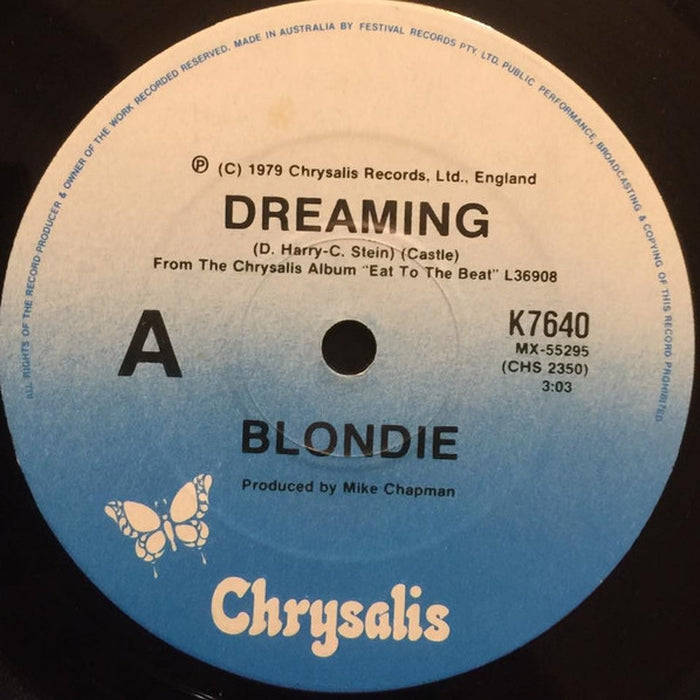 ALL RIGHTS OF THE RECORD PRODUCER & OWNER OF THE WORK RECORDED RESERVED. MADE IN AUSTRALIA BY FESTIVAL RECORDS PTY. LTD. PUBLIC PERFORMANCE, BROADCASTING & COPYING OF THIS RECORD PROHIBITED
Ⓟ (C) 1979 Chrysalis Records, Ltd., England
DREAMING
(D. Harry-C. Stein) (Castle)
From The Chrysalis Album "Eat To The Beat" L36908
A
K7640
MX-55295
(CHS 2350)
3:03
BLONDIE
Produced by Mike Chapman
Chrysalis